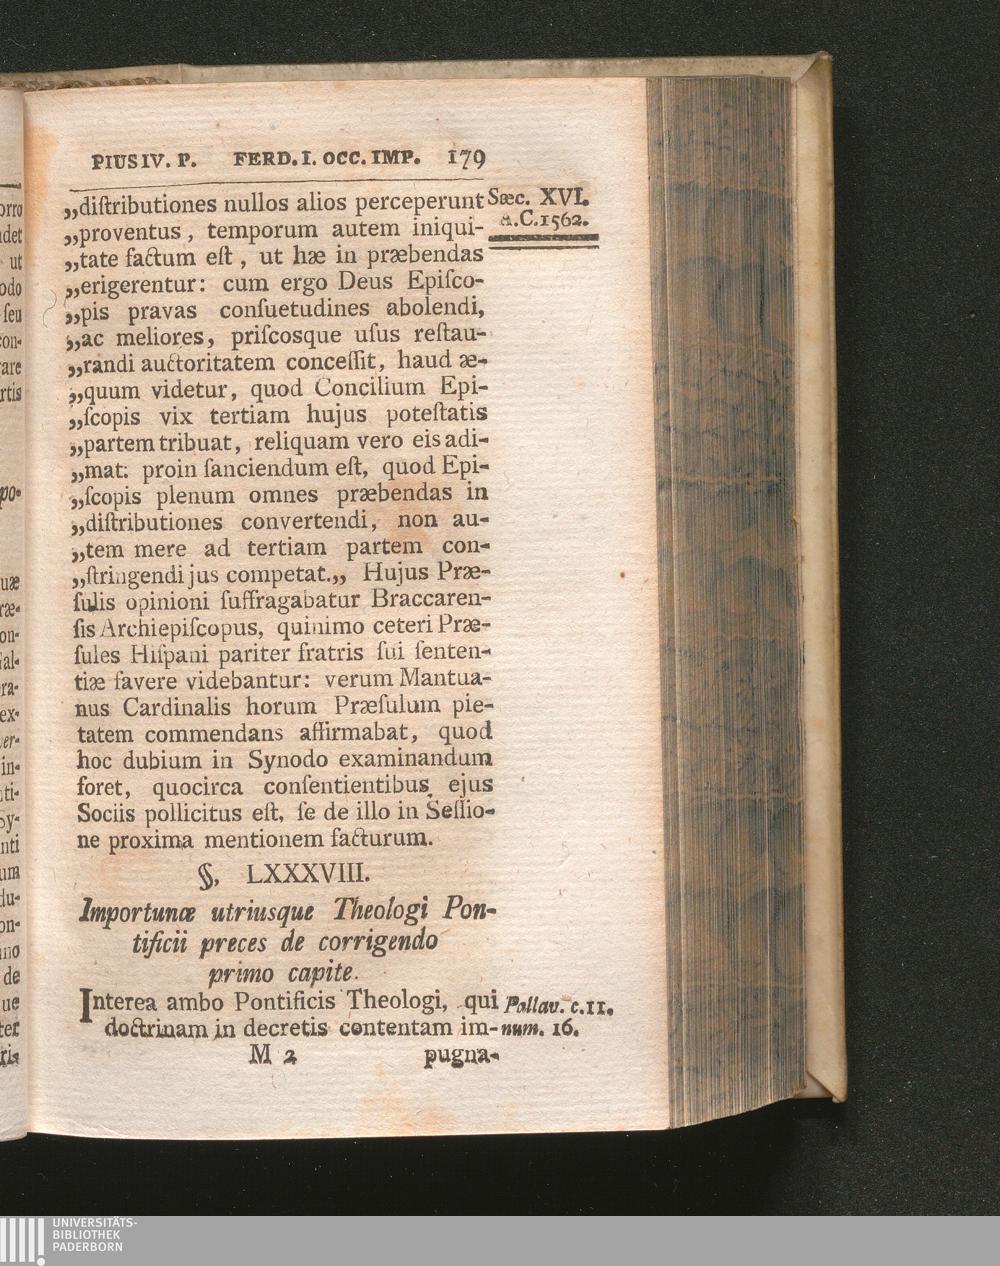 PIUS IV. P. FERD. I. OCC. IMP. 179
Sæc. XVI.
A.C. 1562.
„diſtributiones nullos alios perceperunt
„proventus, temporum autem iniqui-
„tate factum eſt, ut hæ in præbendas
„erigerentur: cum ergo Deus Epiſco-
„pis pravas conſuetudines abolendi,
„ac meliores, priſcosque uſus reſtau-
„randi auctoritatem conceſſit, haud æ-
„quum videtur, quod Concilium Epi-
„ſcopis vix tertiam hujus poteſtatis
„partem tribuat, reliquam vero eis adi-
„mat: proin ſanciendum eſt, quod Epi-
„ſcopis plenum omnes præbendas in
„diſtributiones convertendi, non au-
„tem mere ad tertiam partem con-
„ſtringendi jus competat.„ Hujus Præ-
ſulis opinioni ſuffragabatur Braccaren-
ſis Archiepiſcopus, quinimo ceteri Præ-
ſules Hiſpani pariter fratris ſui ſenten-
tiæ favere videbantur: verum Mantua-
nus Cardinalis horum Præſulum pie-
tatem commendans affirmabat, quod
hoc dubium in Synodo examinandum
foret, quocirca conſentientibus ejus
Sociis pollicitus eſt, ſe de illo in Seſſio-
ne proxima mentionem facturum.
§. LXXXVIII.
Importunæ utriusque Theologi Pon-
tificii preces de corrigendo
primo capite.
Interea ambo Pontificis Theologi, qui
doctrinam in decretis contentam im-
Pallav. c. 11.
num. 16.
M 2 pugna-
UNIVERSITÄTS-
BIBLIOTHEK
PADERBORN